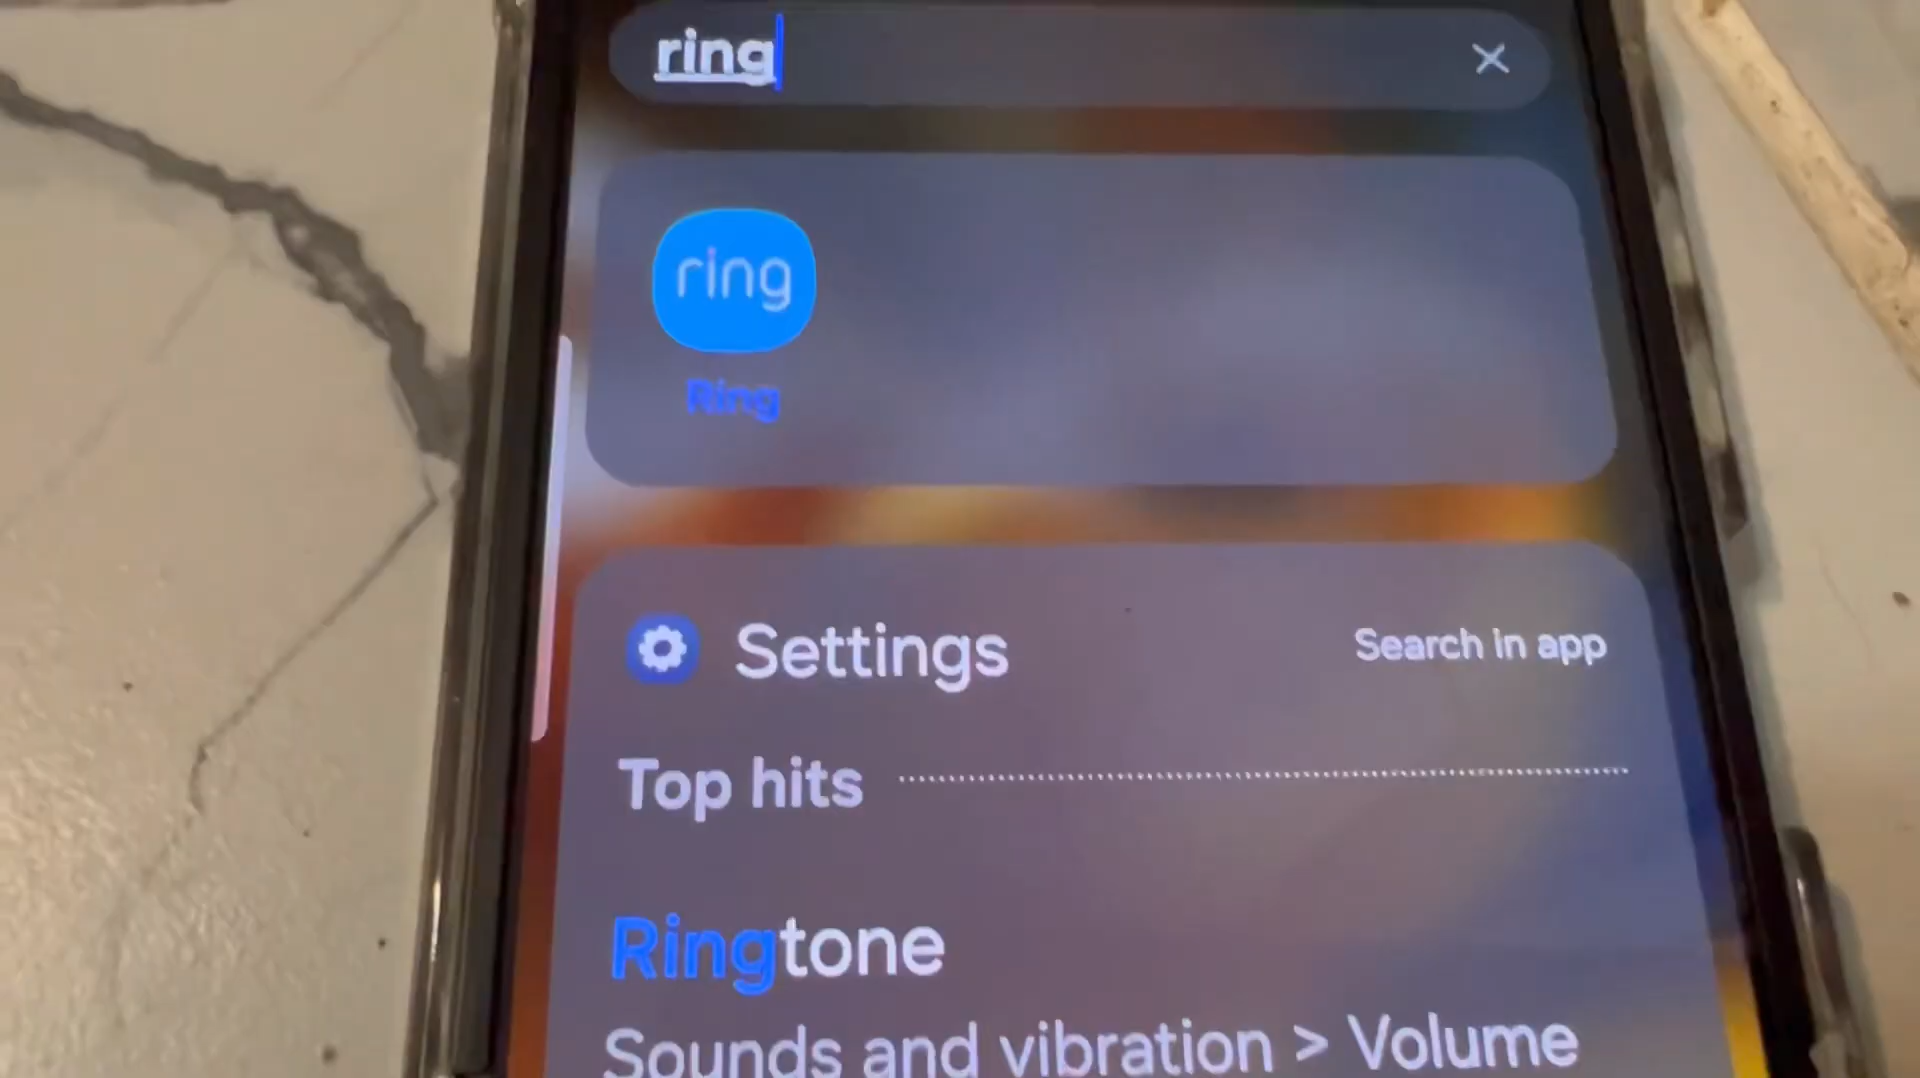 ring
ring
Ring
Settings
Search in app
Top hits
Ringtone
Sounds and vibration > Volume